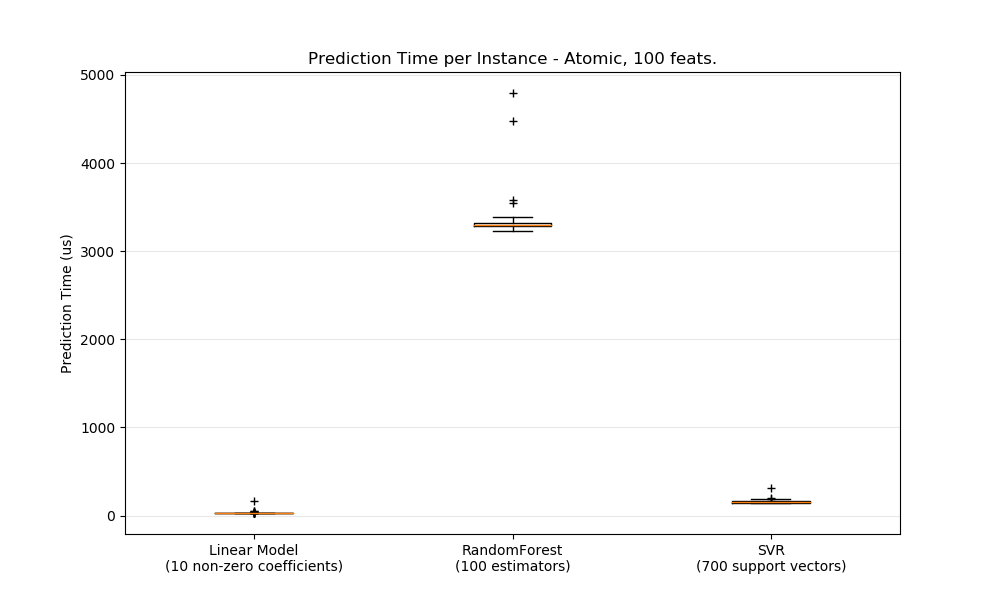 Prediction Time per Instance - Atomic, 100 feats.
5000
4000
3000
2000
1000
0
Prediction Time (us)
Linear Model
(10 non-zero coefficients)
RandomForest
(100 estimators)
SVR
(700 support vectors)